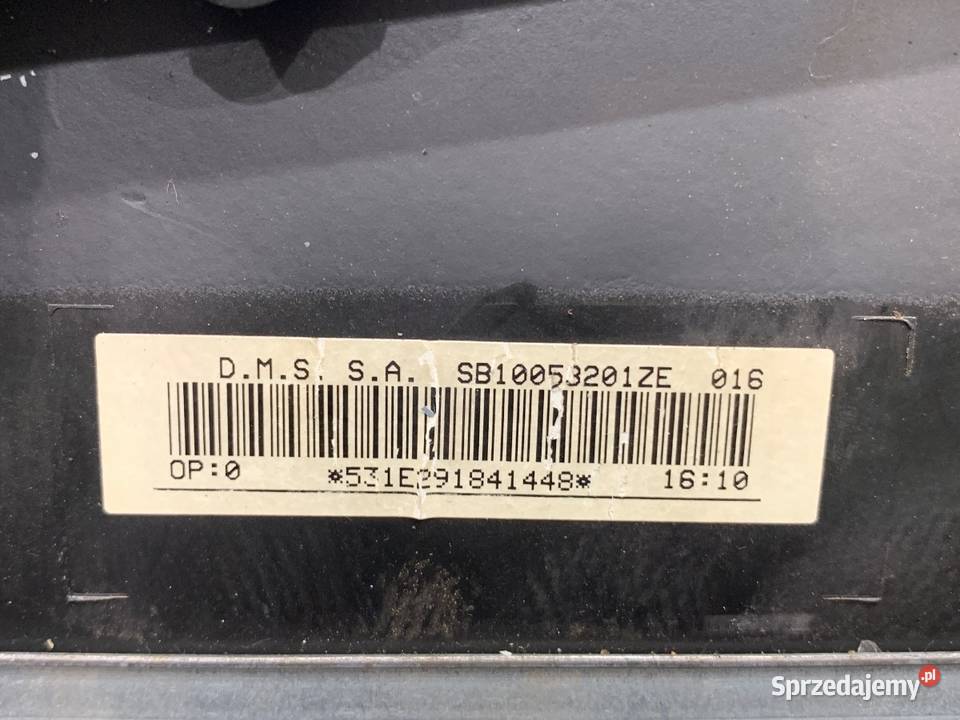 D.M.S. S.A. SB10053201ZE 016
OP:0 *531E291841448* 16:10
Sprzedajemy.pl